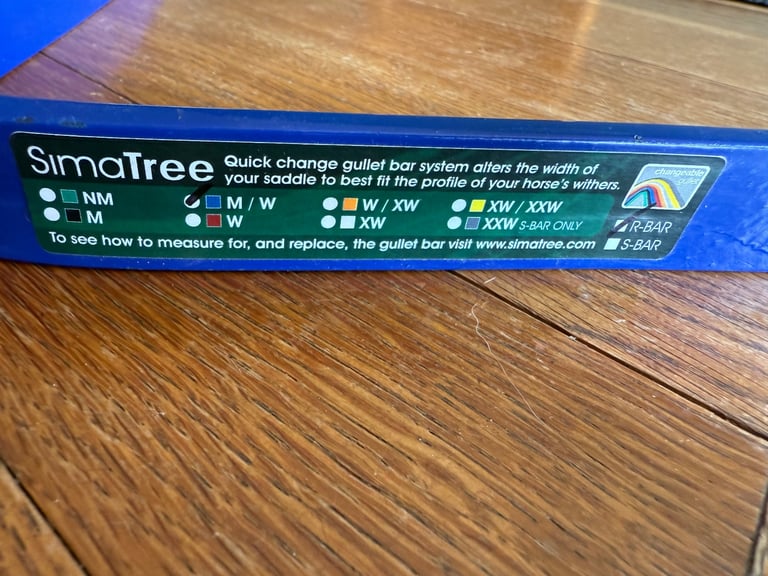 SimaTree
Quick change gullet bar system alters the width of
your saddle to best fit the profile of your horse's withers.
changeable
gullet
NM M / W W / XW XW / XXW
M W XW XXW S-BAR ONLY
R-BAR
S-BAR
To see how to measure for, and replace, the gullet bar visit www.simatree.com